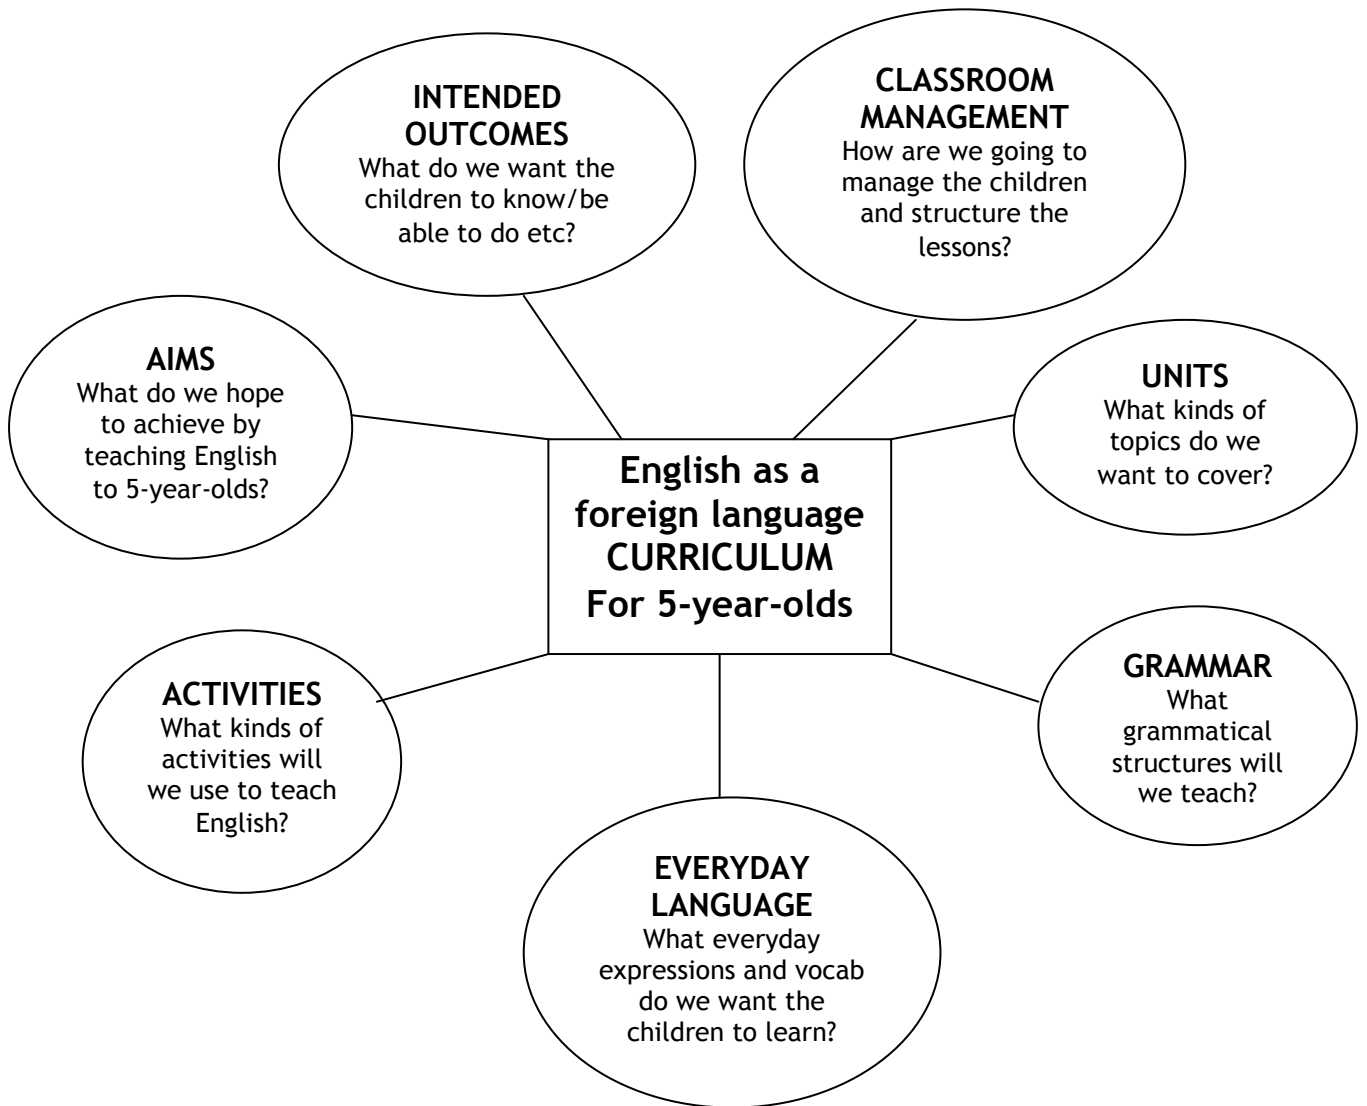 INTENDED
OUTCOMES
What do we want the
children to know/be
able to do etc?
CLASSROOM
MANAGEMENT
How are we going to
manage the children
and structure the
lessons?
AIMS
What do we hope
to achieve by
teaching English
to 5-year-olds?
UNITS
What kinds of
topics do we
want to cover?
English as a
foreign language
CURRICULUM
For 5-year-olds
ACTIVITIES
What kinds of
activities will
we use to teach
English?
GRAMMAR
What
grammatical
structures will
we teach?
EVERYDAY
LANGUAGE
What everyday
expressions and vocab
do we want the
children to learn?